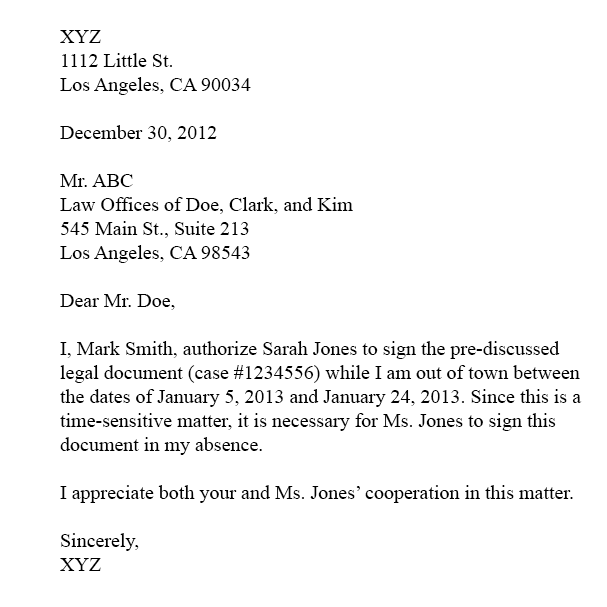 XYZ
1112 Little St.
Los Angeles, CA 90034
December 30, 2012
Mr. ABC
Law Offices of Doe, Clark, and Kim
545 Main St., Suite 213
Los Angeles, CA 98543
Dear Mr. Doe,
I, Mark Smith, authorize Sarah Jones to sign the pre-discussed
legal document (case #1234556) while I am out of town between
the dates of January 5, 2013 and January 24, 2013. Since this is a
time-sensitive matter, it is necessary for Ms. Jones to sign this
document in my absence.
I appreciate both your and Ms. Jones’ cooperation in this matter.
Sincerely,
XYZ